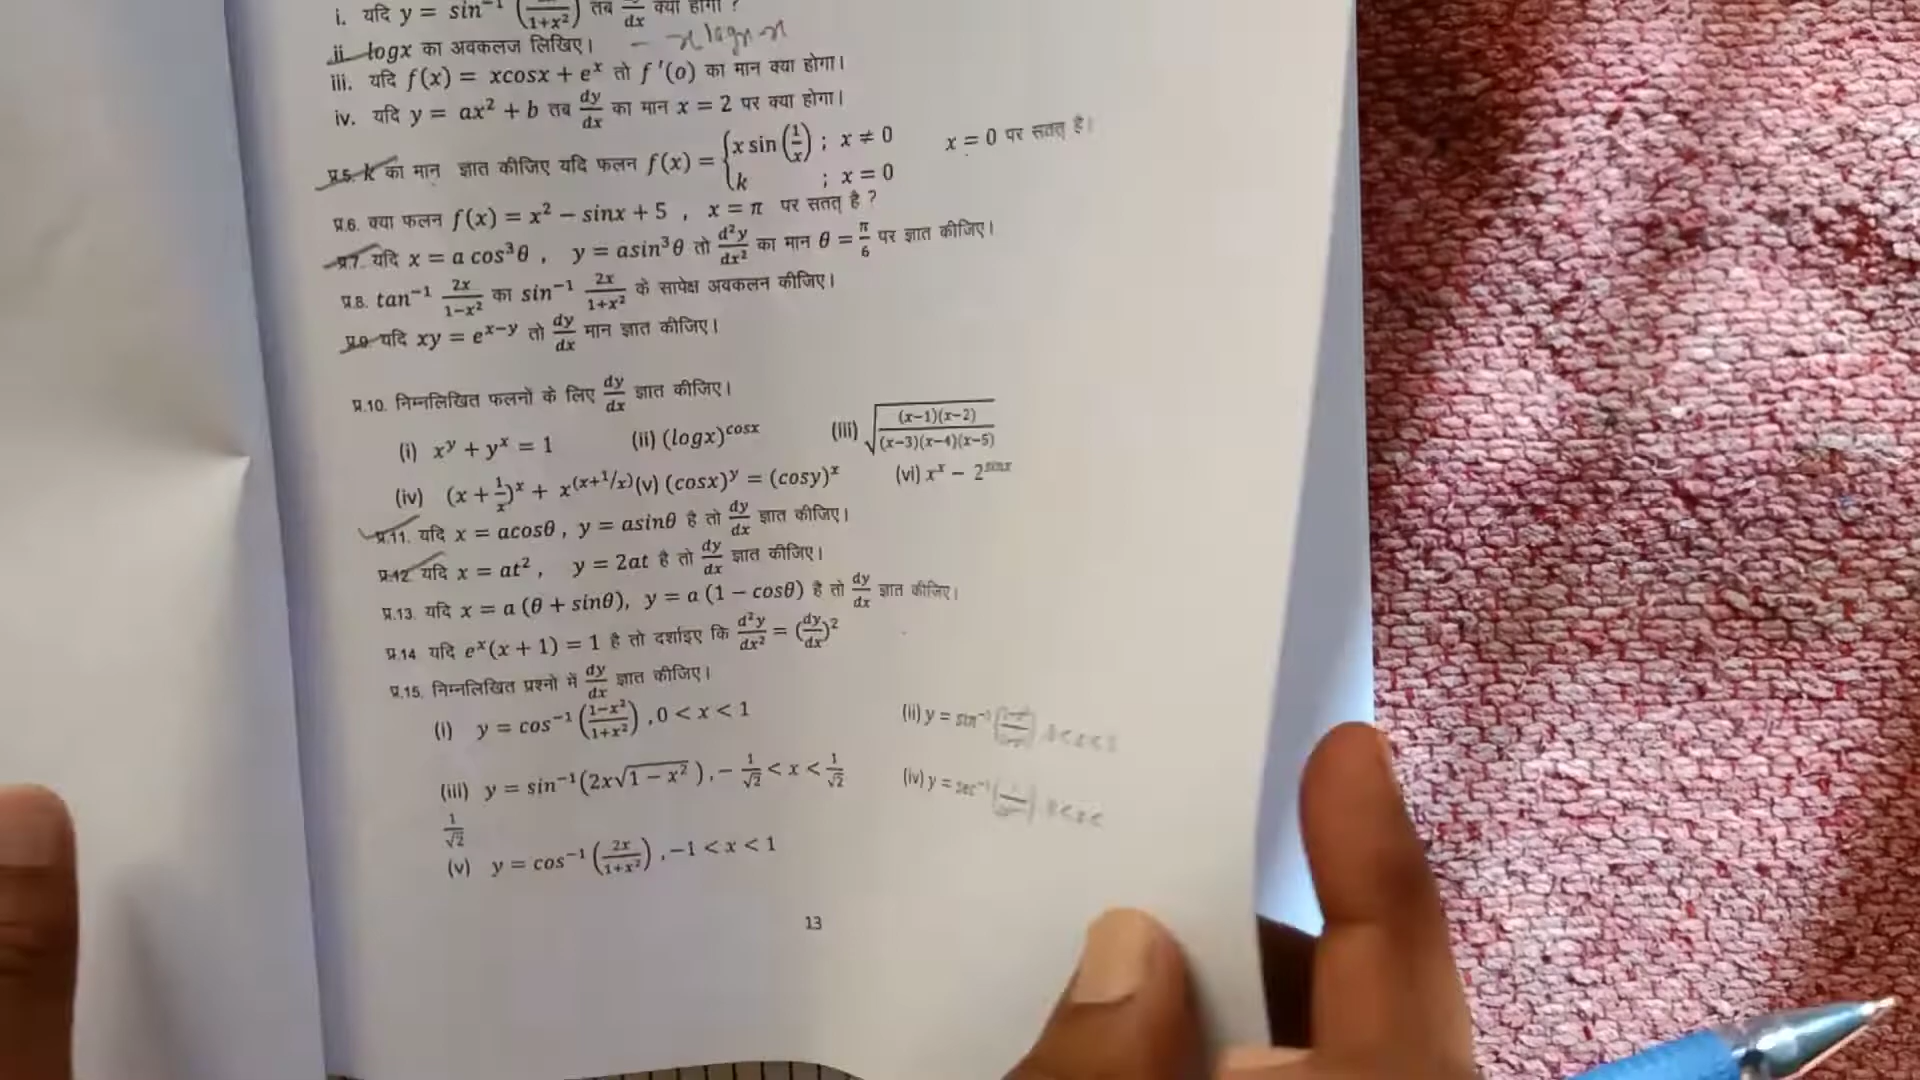 i. यदि y = sin⁻¹ (2x/1+x²) तब dy/dx क्या होगा ?
ii. logx का अवकलज लिखिए। - x logx - x
iii. यदि f(x) = xcosx + eˣ तो f '(o) का मान क्या होगा।
iv. यदि y = ax² + b तब dy/dx का मान x = 2 पर क्या होगा।
प्र.5. k का मान ज्ञात कीजिए यदि फलन f(x) = {x sin (1/x) ; x ≠ 0 x = 0 पर सतत् है।
k ; x = 0
प्र.6. क्या फलन f(x) = x² − sinx + 5 , x = π पर सतत् है ?
प्र.7. यदि x = a cos³θ , y = asin³θ तो d²y/dx² का मान θ = π/6 पर ज्ञात कीजिए।
प्र.8. tan⁻¹ 2x/1−x² का sin⁻¹ 2x/1+x² के सापेक्ष अवकलन कीजिए।
प्र.9. यदि xy = eˣ⁻ʸ तो dy/dx मान ज्ञात कीजिए।
प्र.10. निम्नलिखित फलनों के लिए dy/dx ज्ञात कीजिए।
(i) xʸ + yˣ = 1 (ii) (logx)^cosx (iii) √((x−1)(x−2)/(x−3)(x−4)(x−5))
(iv) (x + 1/x)ˣ + x^(x+1/x) (v) (cosx)ʸ = (cosy)ˣ (vi) xˣ − 2^sinx
प्र.11. यदि x = acosθ , y = asinθ है तो dy/dx ज्ञात कीजिए।
प्र.12. यदि x = at² , y = 2at है तो dy/dx ज्ञात कीजिए।
प्र.13. यदि x = a (θ + sinθ), y = a (1 − cosθ) है तो dy/dx ज्ञात कीजिए।
प्र.14. यदि eˣ(x + 1) = 1 है तो दर्शाइए कि d²y/dx² = (dy/dx)²
प्र.15. निम्नलिखित प्रश्नो में dy/dx ज्ञात कीजिए।
(i) y = cos⁻¹ (1−x²/1+x²) , 0 < x < 1 (ii) y = sin⁻¹
(iii) y = sin⁻¹(2x√1 − x² ), − 1/√2 < x < 1/√2 (iv) y = sec⁻¹
1/√2
(v) y = cos⁻¹ (2x/1+x²) , −1 < x < 1
13